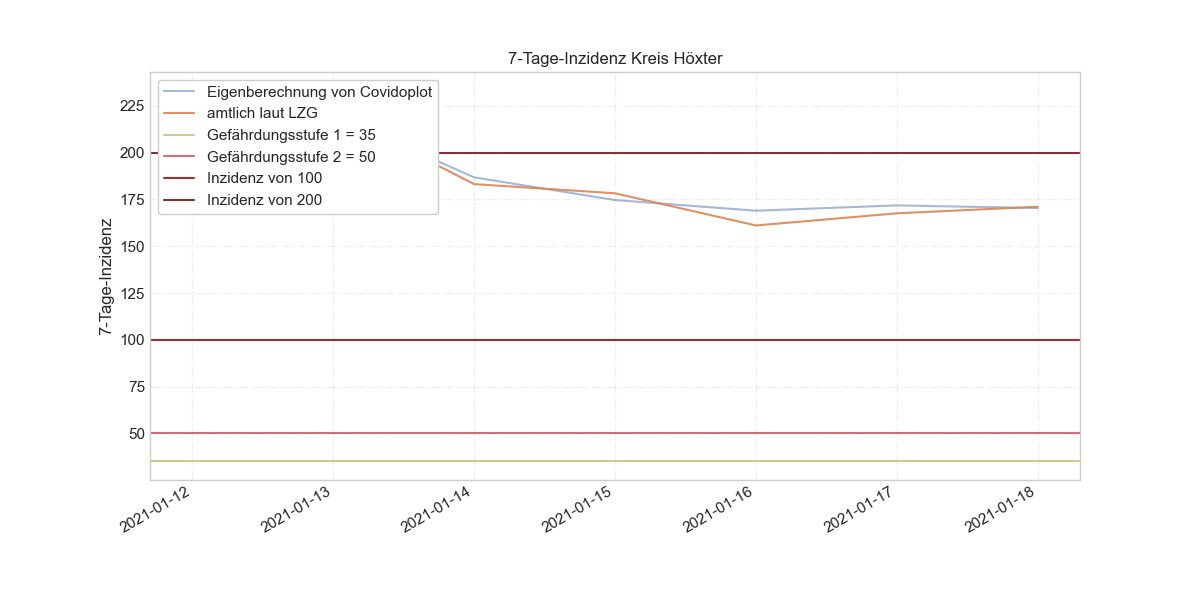 7-Tage-Inzidenz Kreis Höxter
Eigenberechnung von Covidoplot
amtlich laut LZG
Gefährdungsstufe 1 = 35
Gefährdungsstufe 2 = 50
Inzidenz von 100
Inzidenz von 200
7-Tage-Inzidenz
225
200
175
150
125
100
75
50
2021-01-12
2021-01-13
2021-01-14
2021-01-15
2021-01-16
2021-01-17
2021-01-18